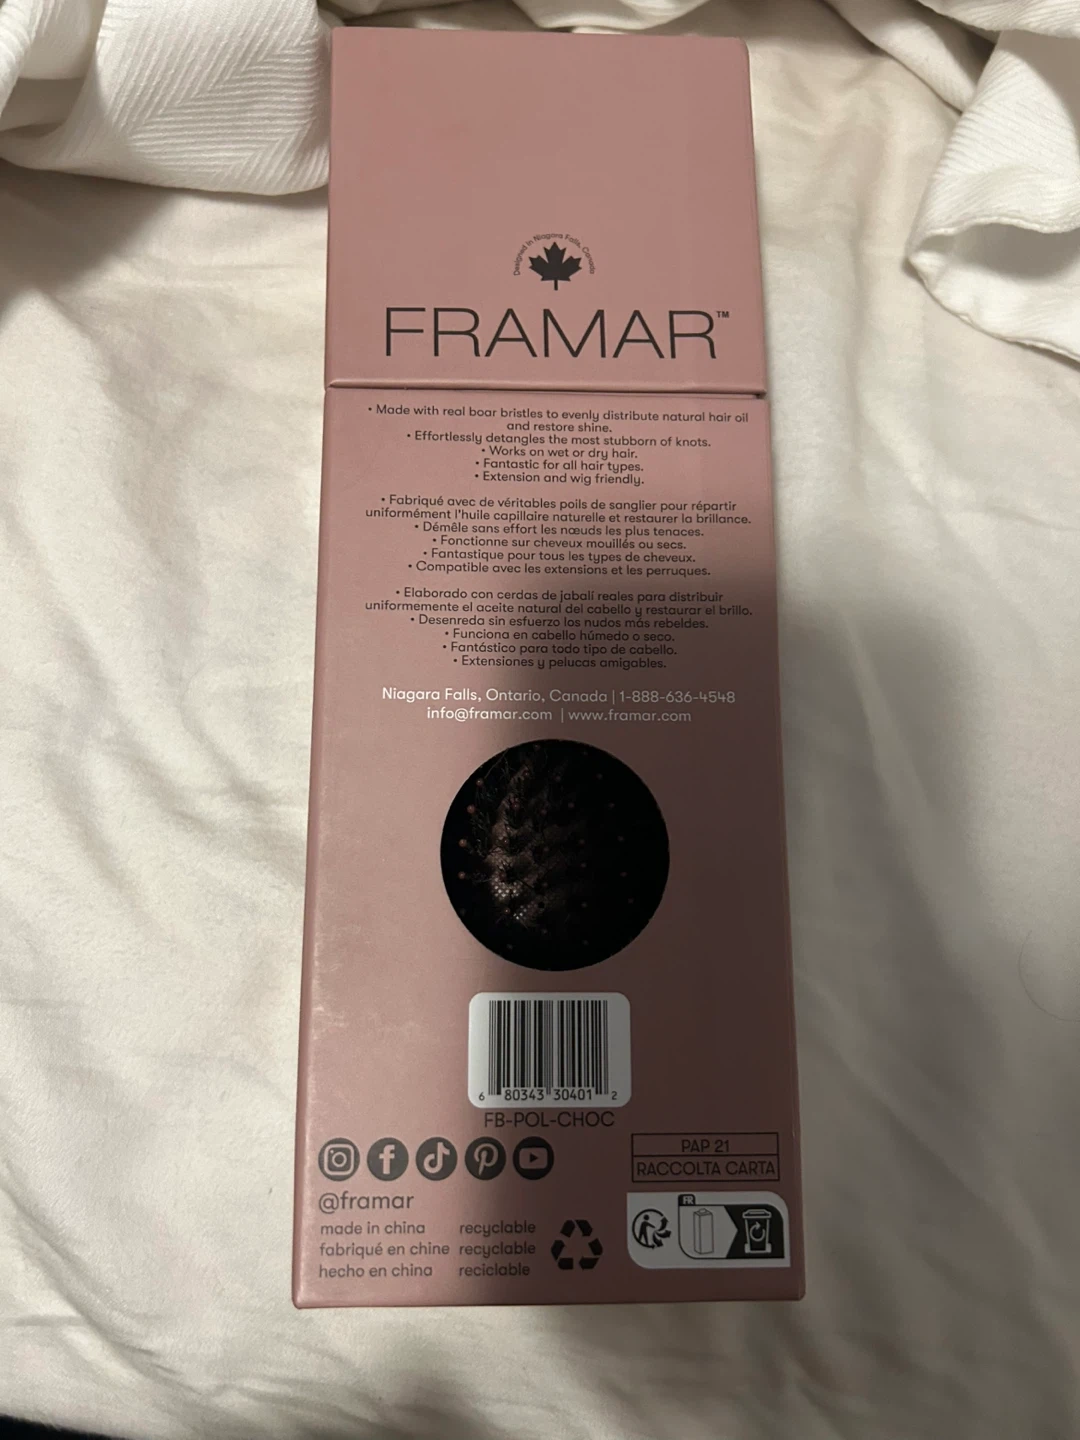 Designed in Niagara Falls, Canada
FRAMAR™
• Made with real boar bristles to evenly distribute natural hair oil
and restore shine.
• Effortlessly detangles the most stubborn of knots.
• Works on wet or dry hair.
• Fantastic for all hair types.
• Extension and wig friendly.
• Fabriqué avec de véritables poils de sanglier pour répartir
uniformément l'huile capillaire naturelle et restaurer la brillance.
• Démêle sans effort les nœuds les plus tenaces.
• Fonctionne sur cheveux mouillés ou secs.
• Fantastique pour tous les types de cheveux.
• Compatible avec les extensions et les perruques.
• Elaborado con cerdas de jabalí reales para distribuir
uniformemente el aceite natural del cabello y restaurar el brillo.
• Desenreda sin esfuerzo los nudos más rebeldes.
• Funciona en cabello húmedo o seco.
• Fantástico para todo tipo de cabello.
• Extensiones y pelucas amigables.
Niagara Falls, Ontario, Canada | 1-888-636-4548
info@framar.com | www.framar.com
6 80343 30401 2
FB-POL-CHOC
PAP 21
RACCOLTA CARTA
@framar
FR
made in china recyclable
fabriqué en chine recyclable
hecho en china reciclable